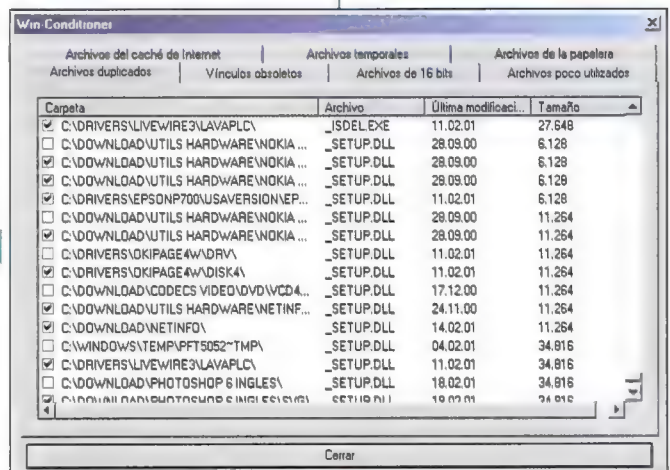 Win-Conditioner
Archivos del caché de Internet Archivos temporales Archivos de la papelera
Archivos duplicados Vínculos obsoletos Archivos de 16 bits Archivos poco utilizados
Carpeta Archivo Última modificaci... Tamaño
C:\DRIVERS\LIVEWIRE3\LAVAPLC\ _ISDEL.EXE 11.02.01 27.648
C:\DOWNLOAD\UTILS HARDWARE\NOKIA ... _SETUP.DLL 28.09.00 6.128
C:\DOWNLOAD\UTILS HARDWARE\NOKIA ... _SETUP.DLL 28.09.00 6.128
C:\DRIVERS\EPSONP700\USAVERSION\EP... _SETUP.DLL 11.02.01 6.128
C:\DOWNLOAD\UTILS HARDWARE\NOKIA ... _SETUP.DLL 28.09.00 11.264
C:\DOWNLOAD\UTILS HARDWARE\NOKIA ... _SETUP.DLL 28.09.00 11.264
C:\DRIVERS\OKIPAGE4W\DRV\ _SETUP.DLL 11.02.01 11.264
C:\DRIVERS\OKIPAGE4W\DISK4\ _SETUP.DLL 11.02.01 11.264
C:\DOWNLOAD\CODECS VIDEO\DVD\VCD4... _SETUP.DLL 17.12.00 11.264
C:\DOWNLOAD\UTILS HARDWARE\NETINF... _SETUP.DLL 24.11.00 11.264
C:\DOWNLOAD\NETINFO\ _SETUP.DLL 14.02.01 11.264
C:\WINDOWS\TEMP\PFT5052~TMP\ _SETUP.DLL 04.02.01 34.816
C:\DRIVERS\LIVEWIRE3\LAVAPLC\ _SETUP.DLL 11.02.01 34.816
C:\DOWNLOAD\PHOTOSHOP 6 INGLES\ _SETUP.DLL 18.02.01 34.816
C:\DOWNLOAD\PHOTOSHOP 6 INGLES\SVG\ _SETUP.DLL 34.816
Cerrar